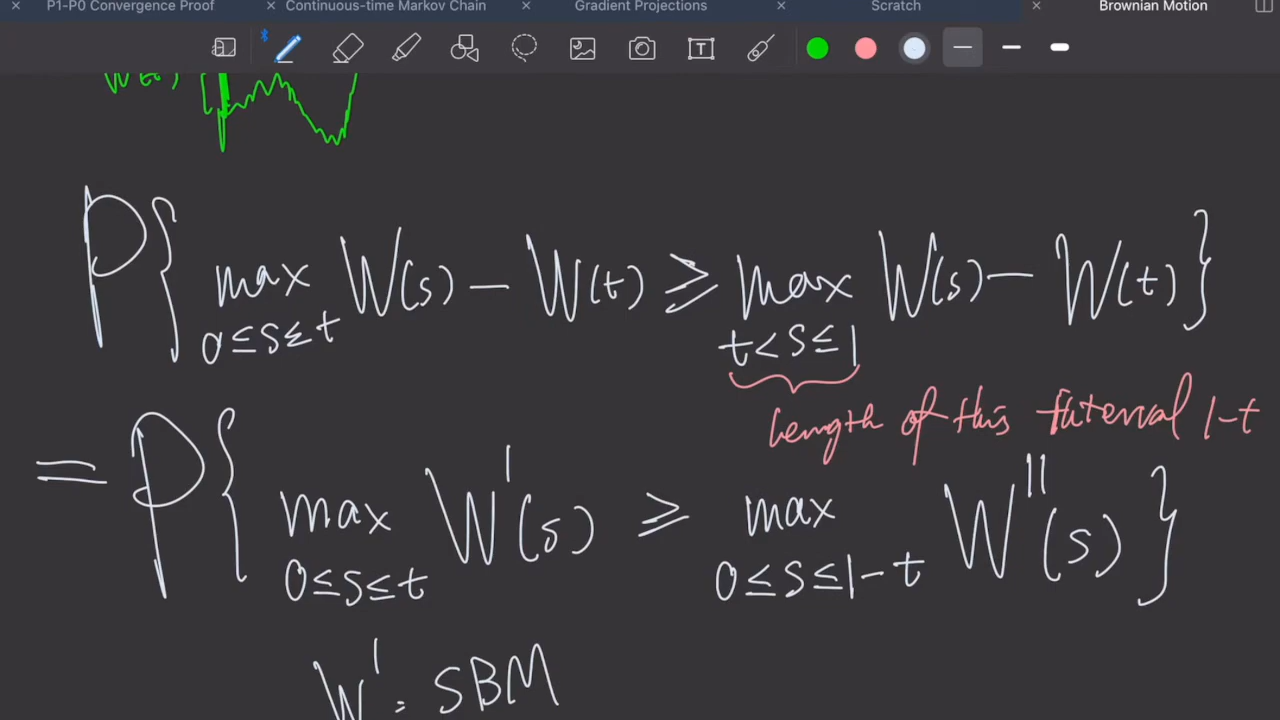 P1-P0 Convergence Proof Continuous-time Markov Chain Gradient Projections Scratch Brownian Motion
W(t)
P{ max W(s) − W(t) ≥ max W(s) − W(t) }
0≤s≤t t<s≤1
Length of this interval 1-t
= P{ max W'(s) ≥ max W''(s) }
0≤s≤t 0≤s≤1−t
W' : SBM